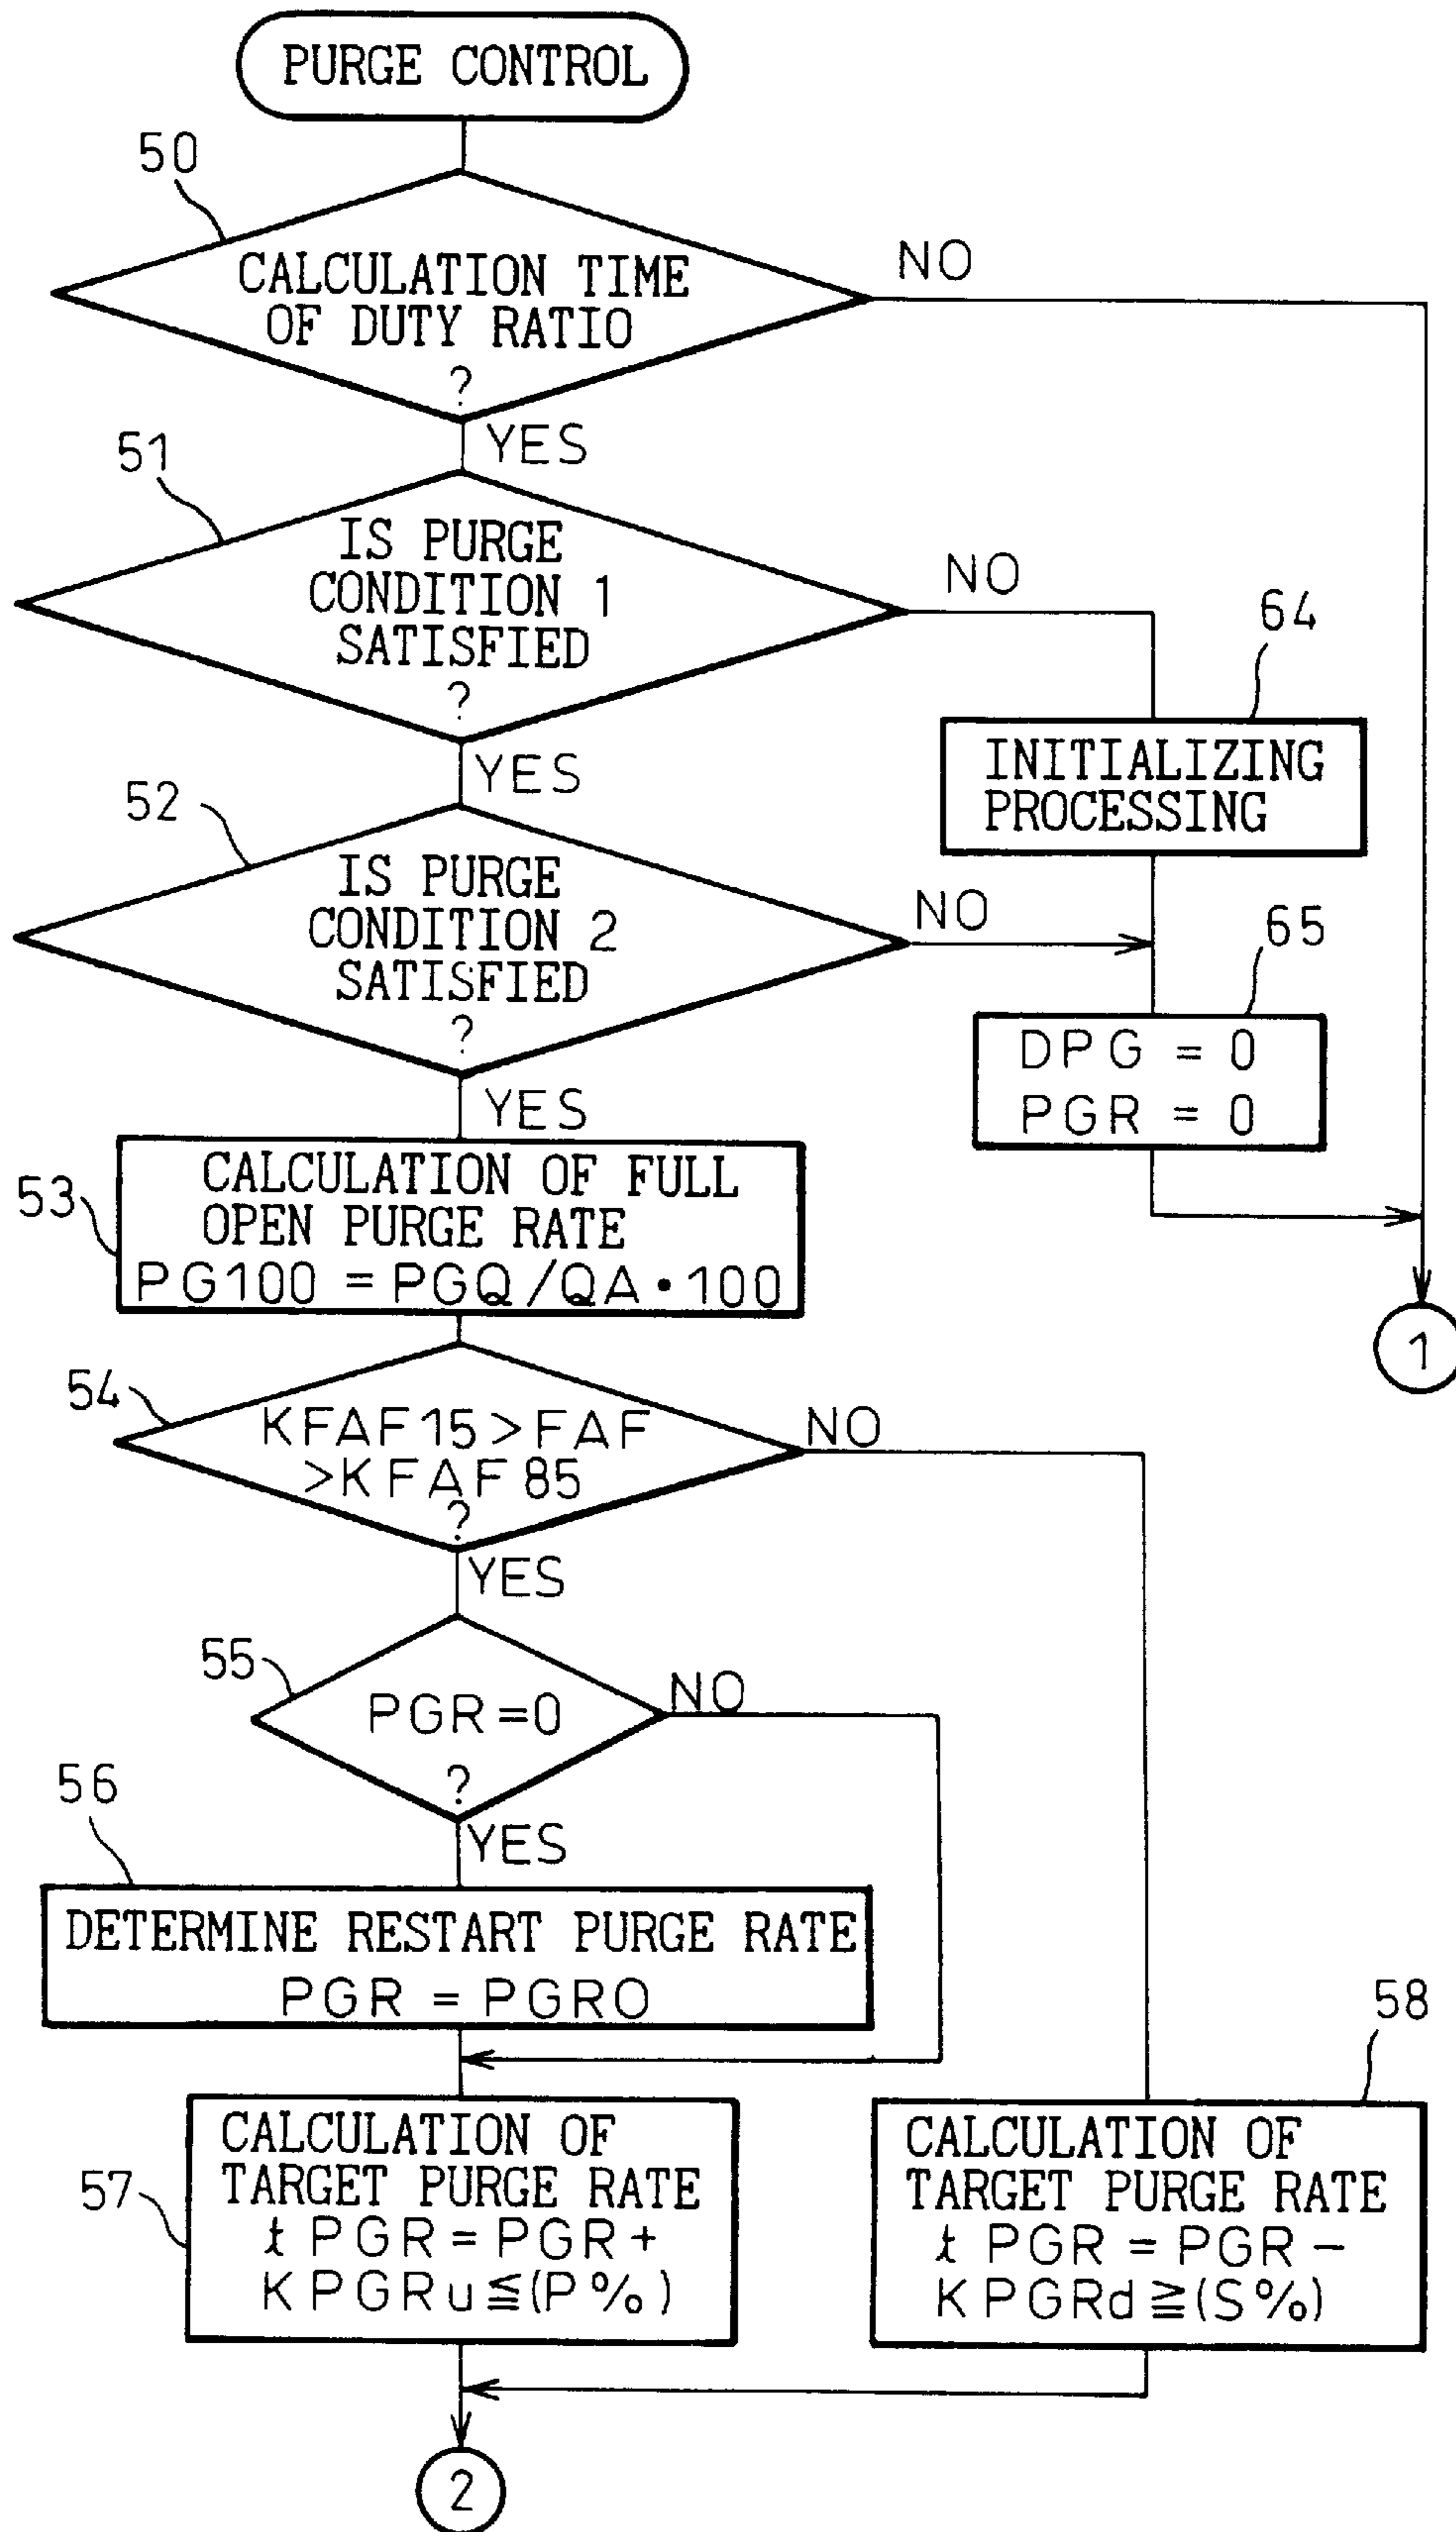 PURGE CONTROL
50
CALCULATION TIME
OF DUTY RATIO
?
NO
YES
51
IS PURGE
CONDITION 1
SATISFIED
?
NO
64
YES
INITIALIZING
PROCESSING
52
IS PURGE
CONDITION 2
SATISFIED
?
NO
65
DPG = 0
PGR = 0
YES
53
CALCULATION OF FULL
OPEN PURGE RATE
PG100 = PGQ/QA•100
1
54
KFAF15>FAF
>KFAF85
?
NO
YES
55
PGR=0
?
NO
YES
56
DETERMINE RESTART PURGE RATE
PGR = PGRO
58
57
CALCULATION OF
TARGET PURGE RATE
t PGR = PGR +
KPGRu≦(P%)
CALCULATION OF
TARGET PURGE RATE
t PGR = PGR −
KPGRd≧(S%)
2